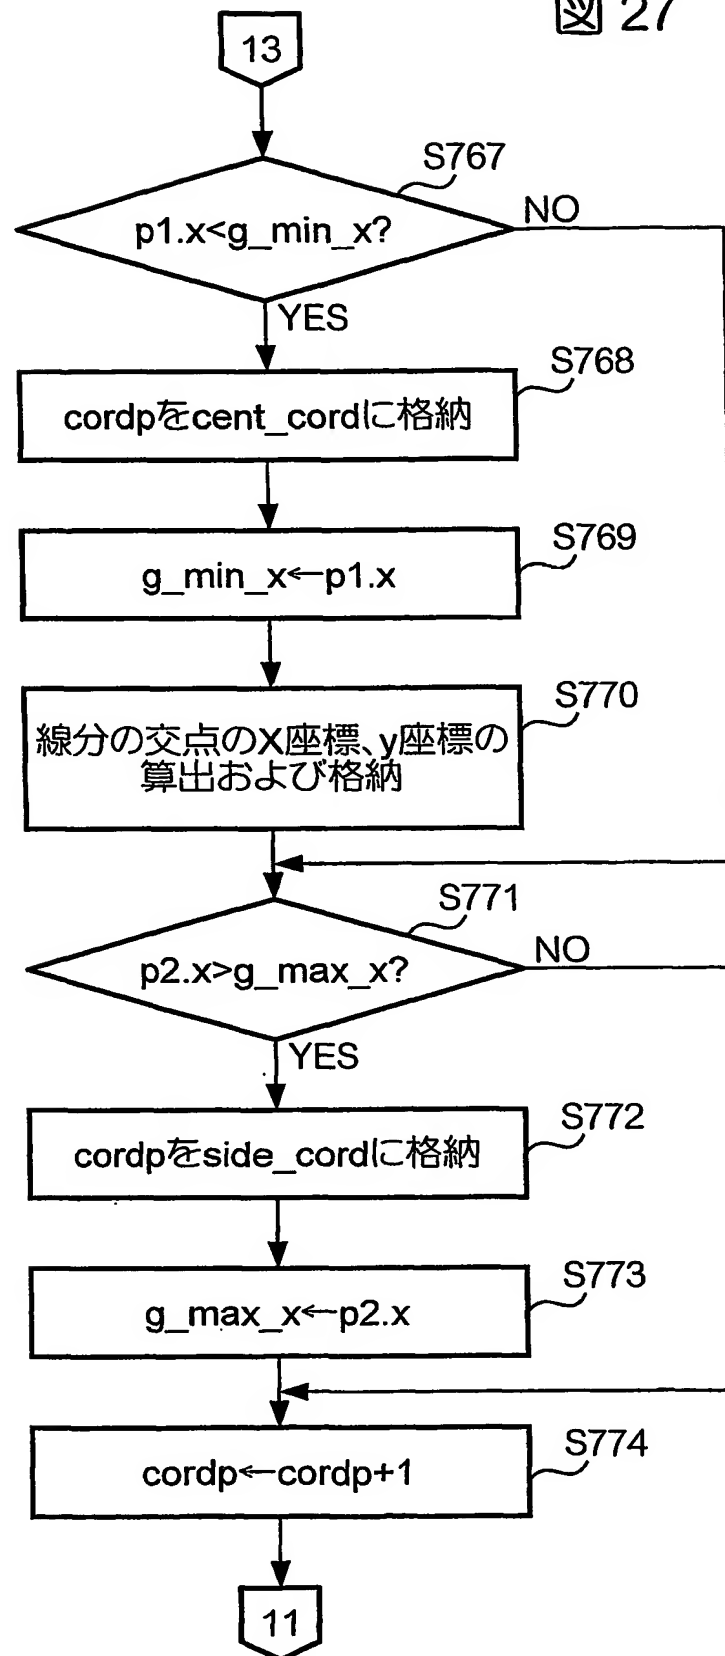 図 27
13
S767
p1.x<g_min_x?
NO
YES
S768
cordpをcent_cordに格納
S769
g_min_x←p1.x
S770
線分の交点のX座標、y座標の
算出および格納
S771
p2.x>g_max_x?
NO
YES
S772
cordpをside_cordに格納
S773
g_max_x←p2.x
S774
cordp←cordp+1
11